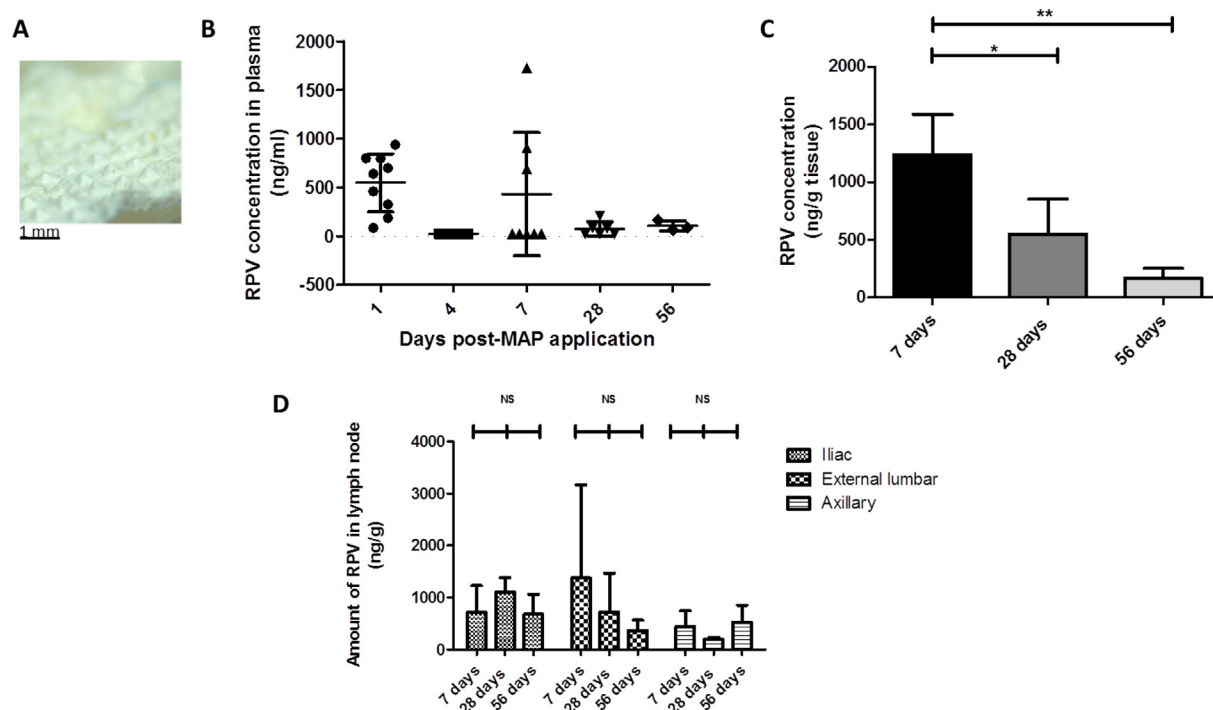 A
1 mm
B
RPV concentration in plasma
(ng/ml)
2000
1500
1000
500
0
-500
1
4
7
28
56
Days post-MAP application
C
**
*
RPV concentration
(ng/g tissue)
2000
1500
1000
500
0
7 days
28 days
56 days
D
NS
NS
NS
Amount of RPV in lymph node
(ng/g)
4000
3000
2000
1000
0
7 days
28 days
56 days
7 days
28 days
56 days
7 days
28 days
56 days
Iliac
External lumbar
Axillary